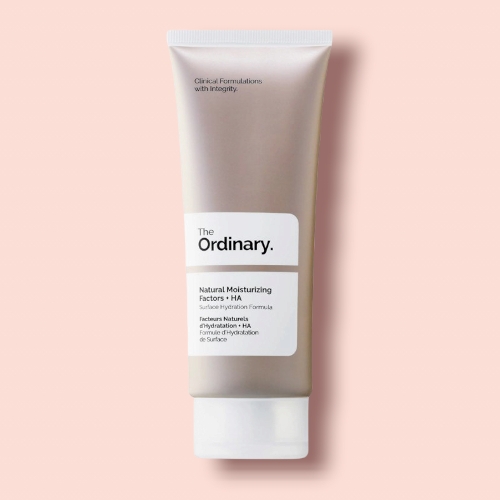 Clinical Formulations
with Integrity.
The
Ordinary.
Natural Moisturizing
Factors + HA
Surface Hydration Formula
Facteurs Naturels
d'Hydratation + HA
Formule d'Hydratation
de Surface